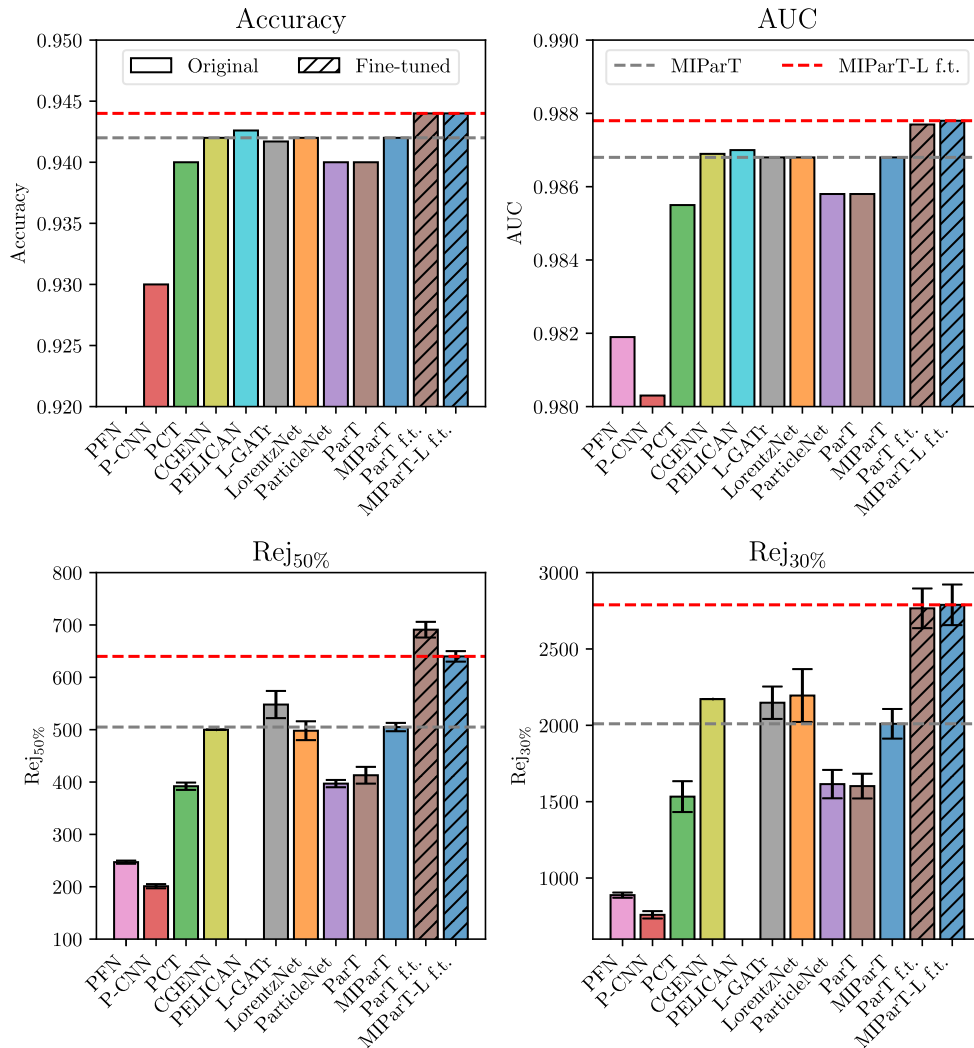 Accuracy
0.950
0.945
0.940
0.935
0.930
0.925
0.920
Accuracy
Original
Fine-tuned
PFN
P-CNN
PCT
CGENN
PELICAN
L-GATr
LorentzNet
ParticleNet
ParT
MIParT
ParT f.t.
MIParT-L f.t.
AUC
0.990
0.988
0.986
0.984
0.982
0.980
AUC
MIParT
MIParT-L f.t.
PFN
P-CNN
PCT
CGENN
PELICAN
L-GATr
LorentzNet
ParticleNet
ParT
MIParT
ParT f.t.
MIParT-L f.t.
Rej50%
800
700
600
500
400
300
200
100
Rej50%
PFN
P-CNN
PCT
CGENN
PELICAN
L-GATr
LorentzNet
ParticleNet
ParT
MIParT
ParT f.t.
MIParT-L f.t.
Rej30%
3000
2500
2000
1500
1000
Rej30%
PFN
P-CNN
PCT
CGENN
PELICAN
L-GATr
LorentzNet
ParticleNet
ParT
MIParT
ParT f.t.
MIParT-L f.t.